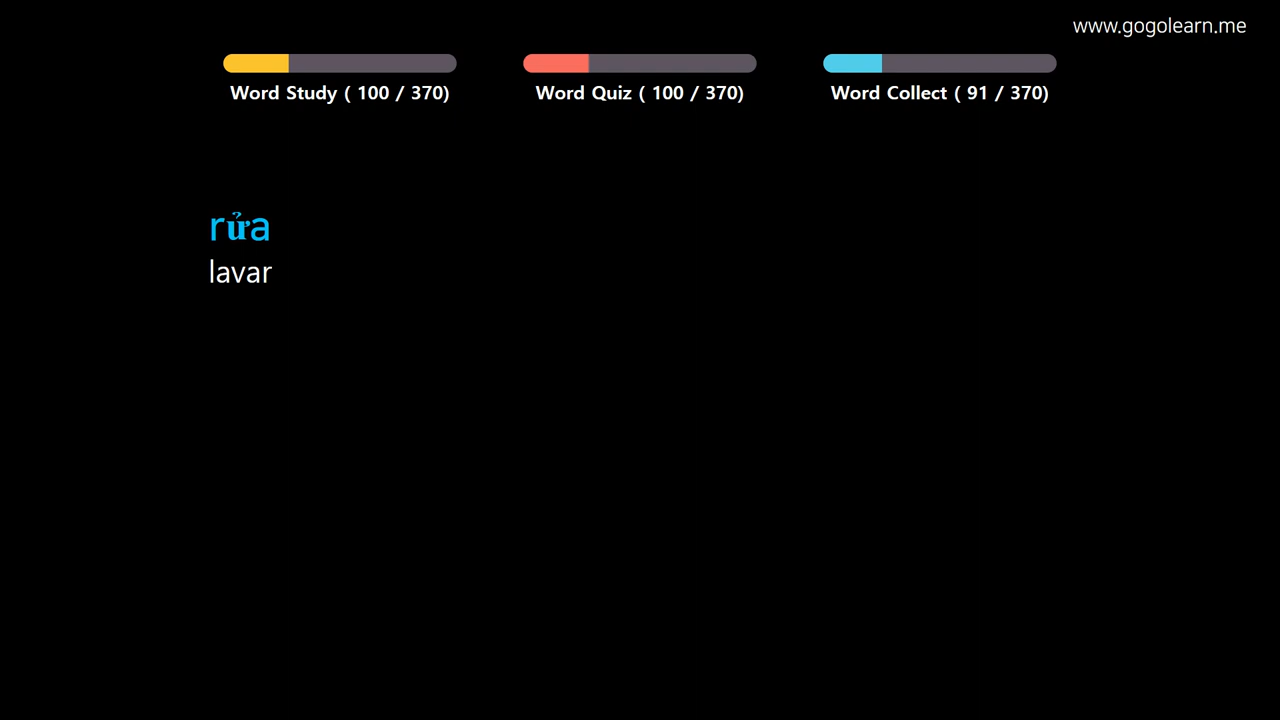 www.gogolearn.me
Word Study ( 100 / 370)
Word Quiz ( 100 / 370)
Word Collect ( 91 / 370)
rửa
lavar